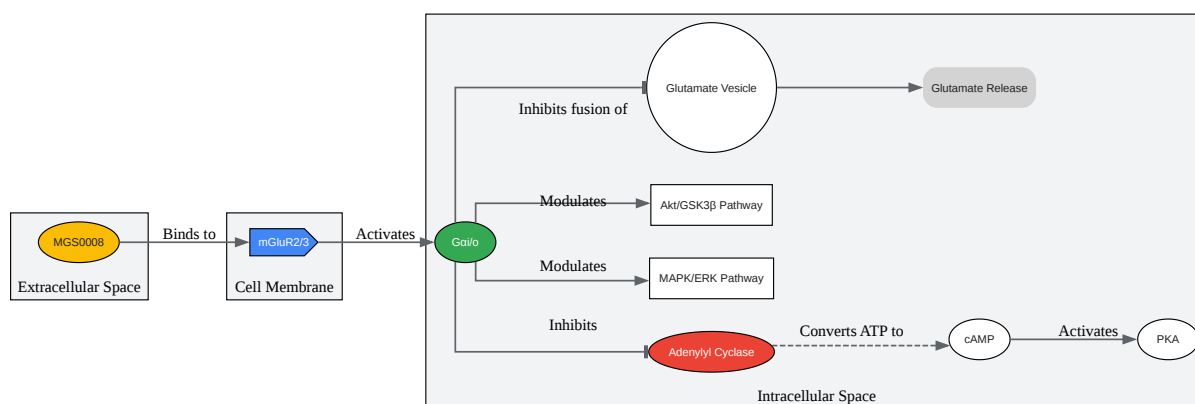 Glutamate Vesicle
Glutamate Release
Inhibits fusion of
Modulates
Akt/GSK3β Pathway
MGS0008
Binds to
mGluR2/3
Activates
Gαi/o
Extracellular Space
Cell Membrane
Modulates
MAPK/ERK Pathway
Inhibits
Adenylyl Cyclase
Converts ATP to
cAMP
Activates
PKA
Intracellular Space